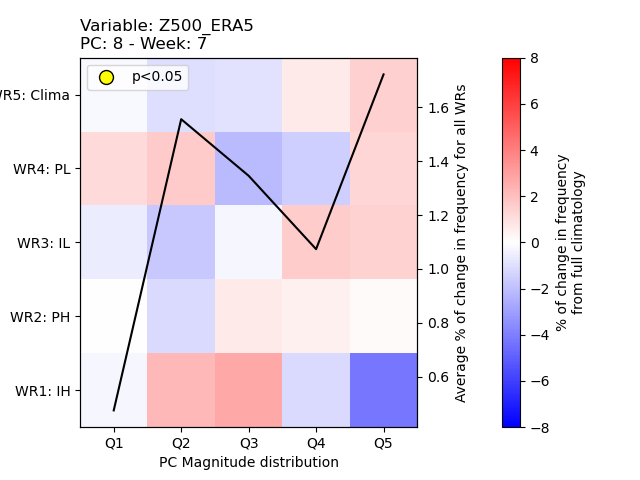 Variable: Z500_ERA5
PC: 8 - Week: 7
p<0.05
WR5: Clima
WR4: PL
WR3: IL
WR2: PH
WR1: IH
Q1 Q2 Q3 Q4 Q5
PC Magnitude distribution
1.6
1.4
1.2
1.0
0.8
0.6
Average % of change in frequency for all WRs
8
6
4
2
0
−2
−4
−6
−8
% of change in frequency
from full climatology